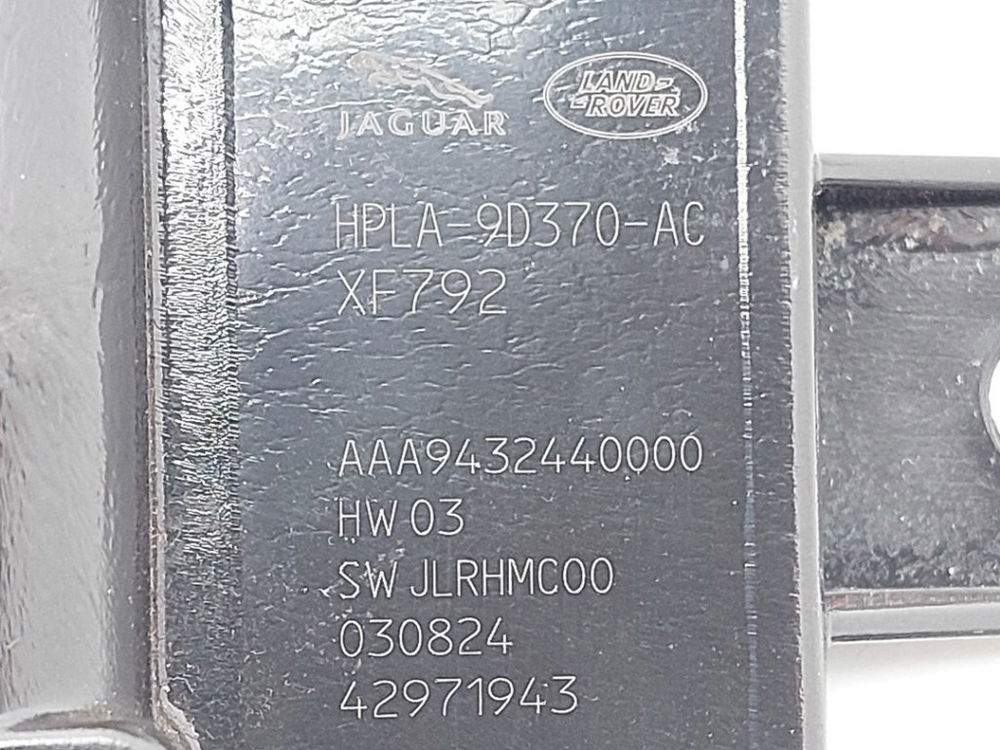 JAGUAR
LAND-
-ROVER
HPLA-9D370-AC
XF792
AAA9432440000
HW 03
SW JLRHMC00
030824
42971943